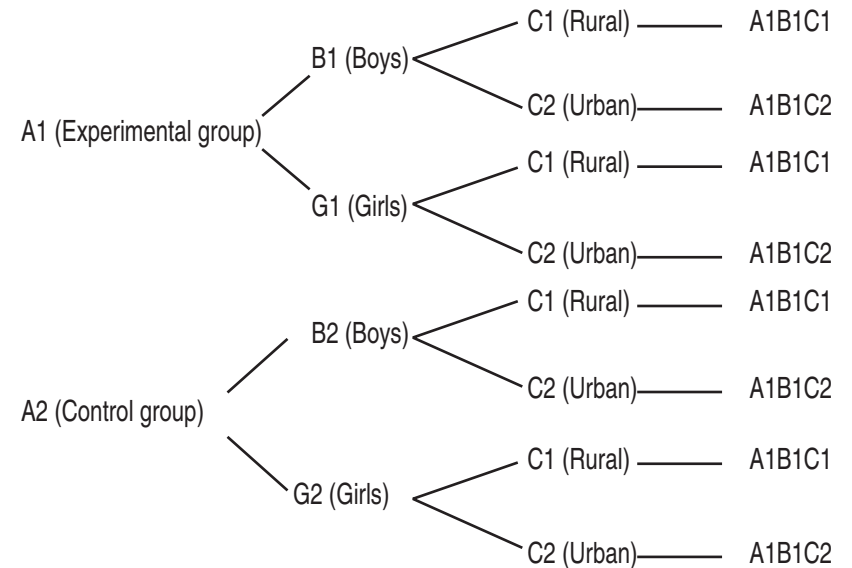 C1 (Rural) A1B1C1
B1 (Boys)
C2 (Urban) A1B1C2
A1 (Experimental group)
C1 (Rural) A1B1C1
G1 (Girls)
C2 (Urban) A1B1C2
C1 (Rural) A1B1C1
B2 (Boys)
C2 (Urban) A1B1C2
A2 (Control group)
C1 (Rural) A1B1C1
G2 (Girls)
C2 (Urban) A1B1C2